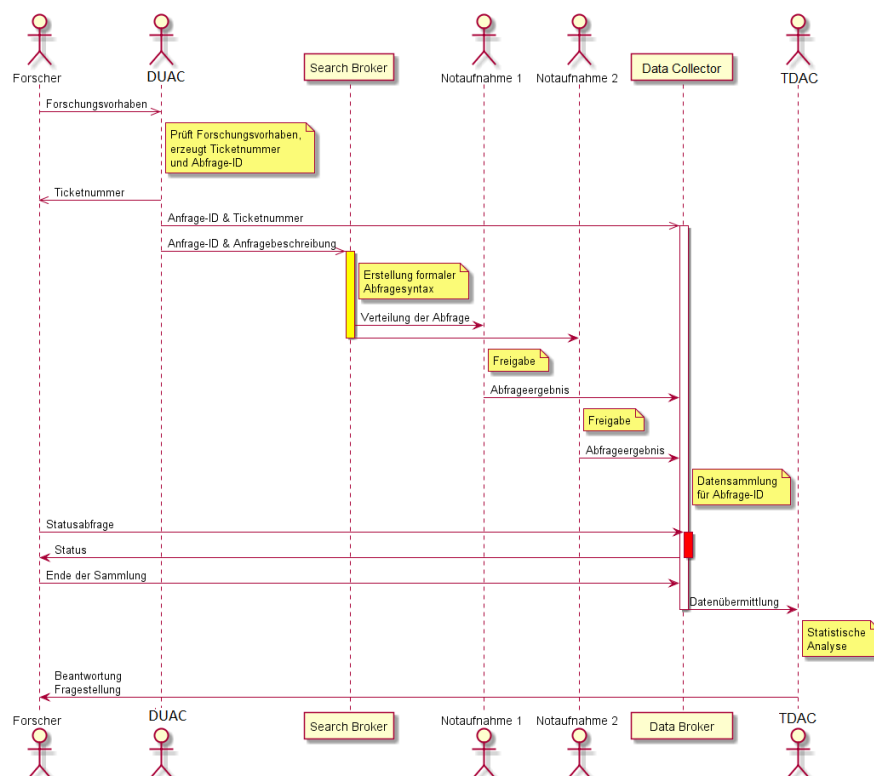 Forscher
DUAC
Search Broker
Notaufnahme 1
Notaufnahme 2
Data Collector
TDAC
Forschungsvorhaben
Prüft Forschungsvorhaben,
erzeugt Ticketnummer
und Abfrage-ID
Ticketnummer
Anfrage-ID & Ticketnummer
Anfrage-ID & Anfragebeschreibung
Erstellung formaler
Abfragesyntax
Verteilung der Abfrage
Freigabe
Abfrageergebnis
Freigabe
Abfrageergebnis
Datensammlung
für Abfrage-ID
Statusabfrage
Status
Ende der Sammlung
Datenübermittlung
Statistische
Analyse
Beantwortung
Fragestellung
Forscher
DUAC
Search Broker
Notaufnahme 1
Notaufnahme 2
Data Broker
TDAC